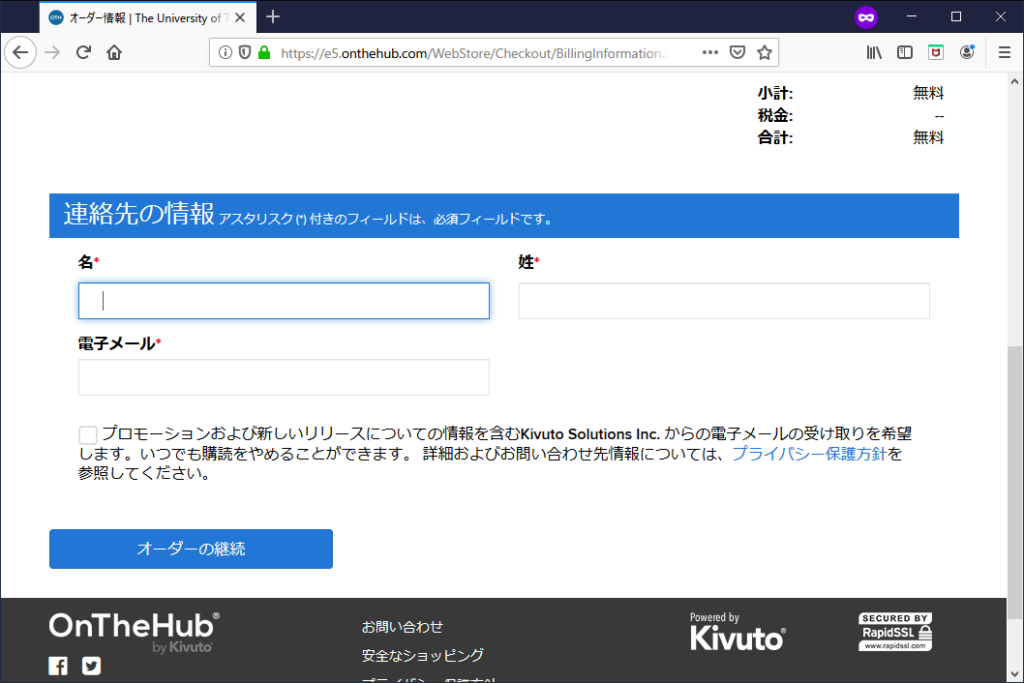 オーダー情報 | The University of T
https://e5.onthehub.com/WebStore/Checkout/BillingInformation.
小計: 無料
税金: --
合計: 無料
連絡先の情報 アスタリスク (*) 付きのフィールドは、必須フィールドです。
名* 姓*
電子メール*
プロモーションおよび新しいリリースについての情報を含むKivuto Solutions Inc. からの電子メールの受け取りを希望
します。いつでも購読をやめることができます。 詳細およびお問い合わせ先情報については、プライバシー保護方針を
参照してください。
オーダーの継続
OnTheHub®
by Kivuto
お問い合わせ
安全なショッピング
プライバシー保護方針
Powered by
Kivuto®
SECURED BY
RapidSSL
www.rapidssl.com